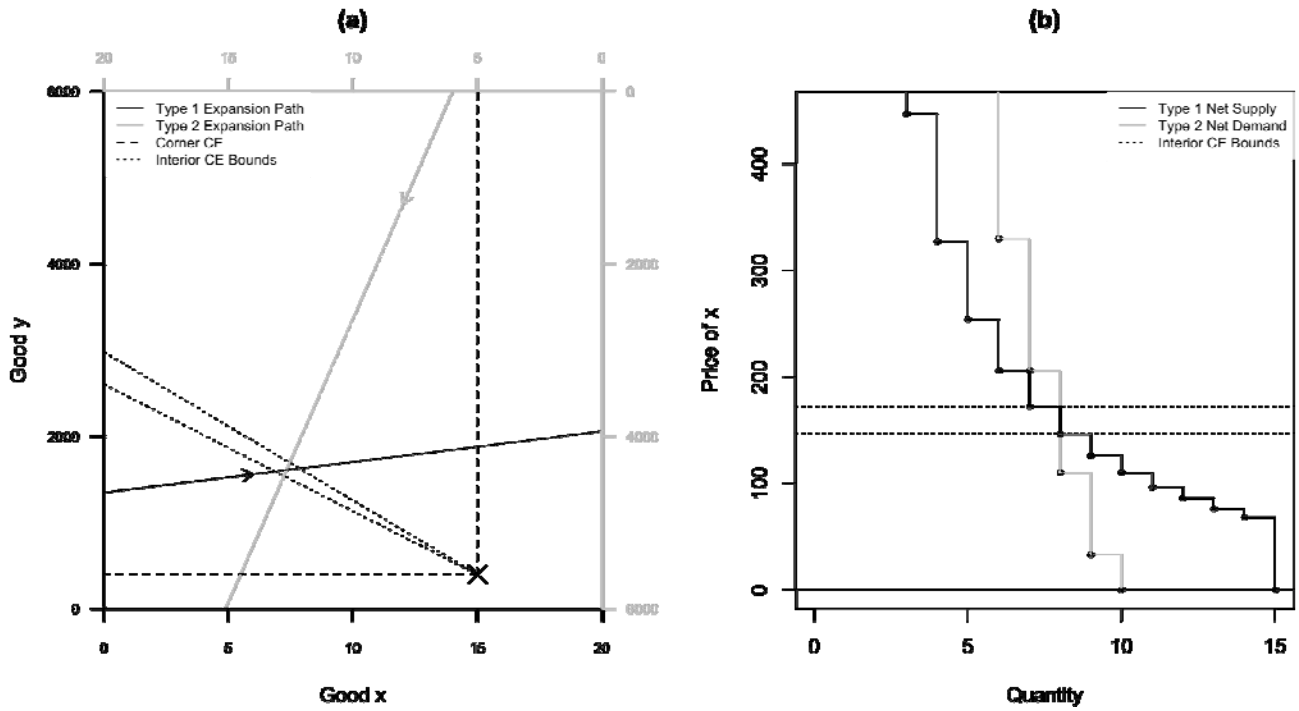 (a)
20 15 10 5 0
6000 0
Type 1 Expansion Path
Type 2 Expansion Path
Corner CE
Interior CE Bounds
4000 2000
Good y
2000 4000
0 6000
0 5 10 15 20
Good x
(b)
Type 1 Net Supply
Type 2 Net Demand
Interior CE Bounds
400
300
Price of x
200
100
0
0 5 10 15
Quantity